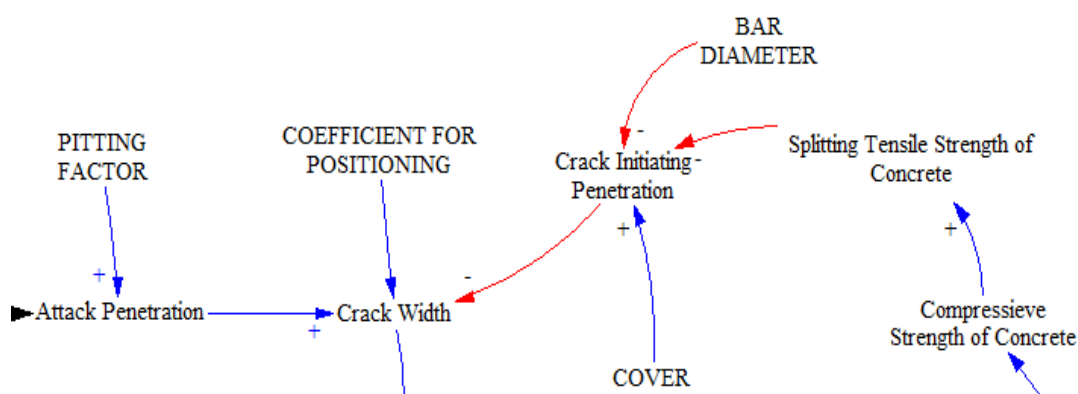 BAR
DIAMETER
PITTING
FACTOR
COEFFICIENT FOR
POSITIONING
-
Crack Initiating
Penetration
-
Splitting Tensile Strength of
Concrete
+
+
+
-
Attack Penetration
+
Crack Width
Compressieve
Strength of Concrete
COVER